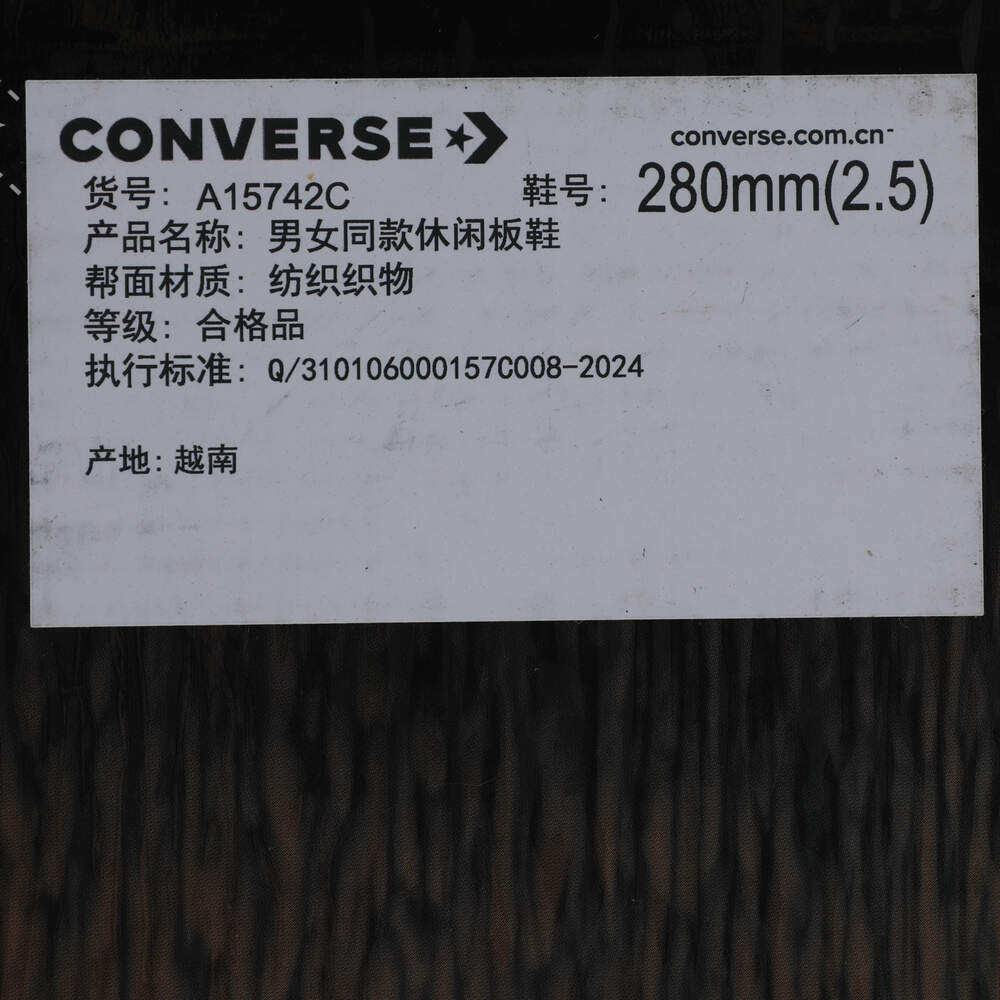 CONVERSE
converse.com.cn
货号: A15742C
鞋号: 280mm(2.5)
产品名称: 男女同款休闲板鞋
帮面材质: 纺织织物
等级: 合格品
执行标准: Q/310106000157C008-2024
产地: 越南